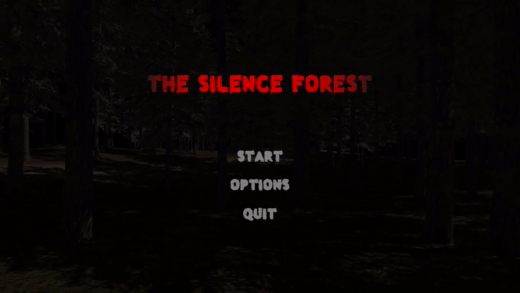 THE SILENCE FOREST
START
OPTIONS
QUIT